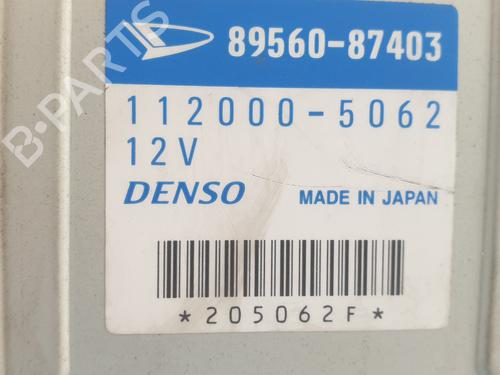 89560-87403
112000-5062
12V
DENSO MADE IN JAPAN
*205062F*
B-PARTS